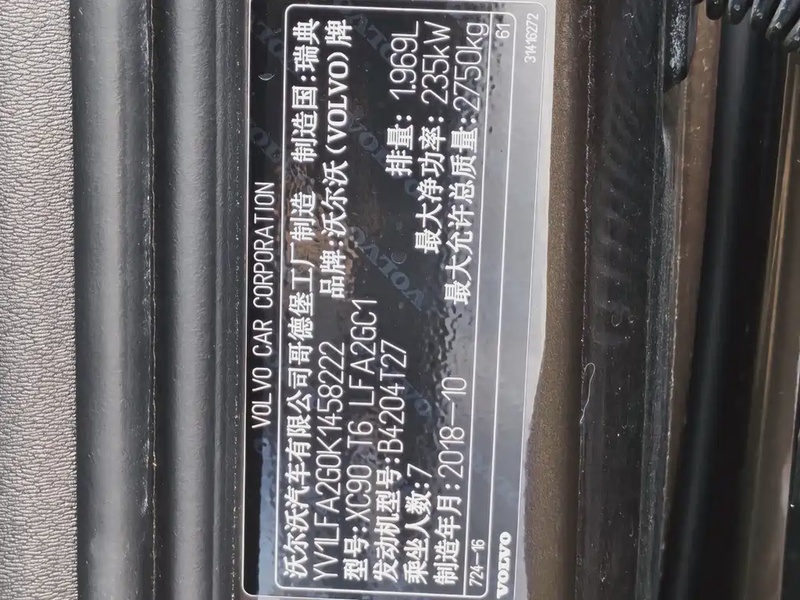 VOLVO CAR CORPORATION
沃尔沃汽车有限公司哥德堡工厂制造 制造国:瑞典
YV1LFA2G0K1458222 品牌:沃尔沃(VOLVO)牌
型号:XC90 T6 LFA2GC1
发动机型号:B4204T27 排量: 1.969L
乘坐人数:7 最大净功率: 235kW
制造年月:2018-10 最大允许总质量:2750kg
724-16 61
VOLVO 31416272